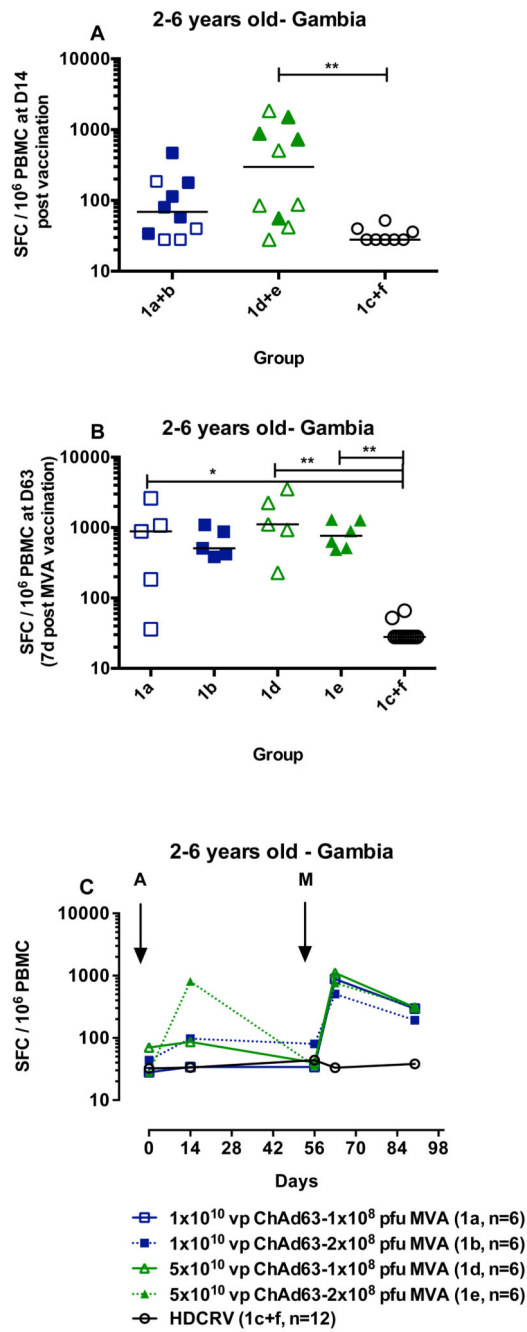 2-6 years old- Gambia
A
SFC / 10⁶ PBMC at D14
post vaccination
10000
1000
100
10
**
1a+b
1d+e
1c+f
Group
2-6 years old- Gambia
B
SFC / 10⁶ PBMC at D63
(7d post MVA vaccination)
10000
1000
100
10
*
**
**
1a
1b
1d
1e
1c+f
Group
2-6 years old - Gambia
C
A
M
SFC / 10⁶ PBMC
10000
1000
100
10
0 14 28 42 56 70 84 98
Days
1x10¹⁰ vp ChAd63-1x10⁸ pfu MVA (1a, n=6)
1x10¹⁰ vp ChAd63-2x10⁸ pfu MVA (1b, n=6)
5x10¹⁰ vp ChAd63-1x10⁸ pfu MVA (1d, n=6)
5x10¹⁰ vp ChAd63-2x10⁸ pfu MVA (1e, n=6)
HDCRV (1c+f, n=12)